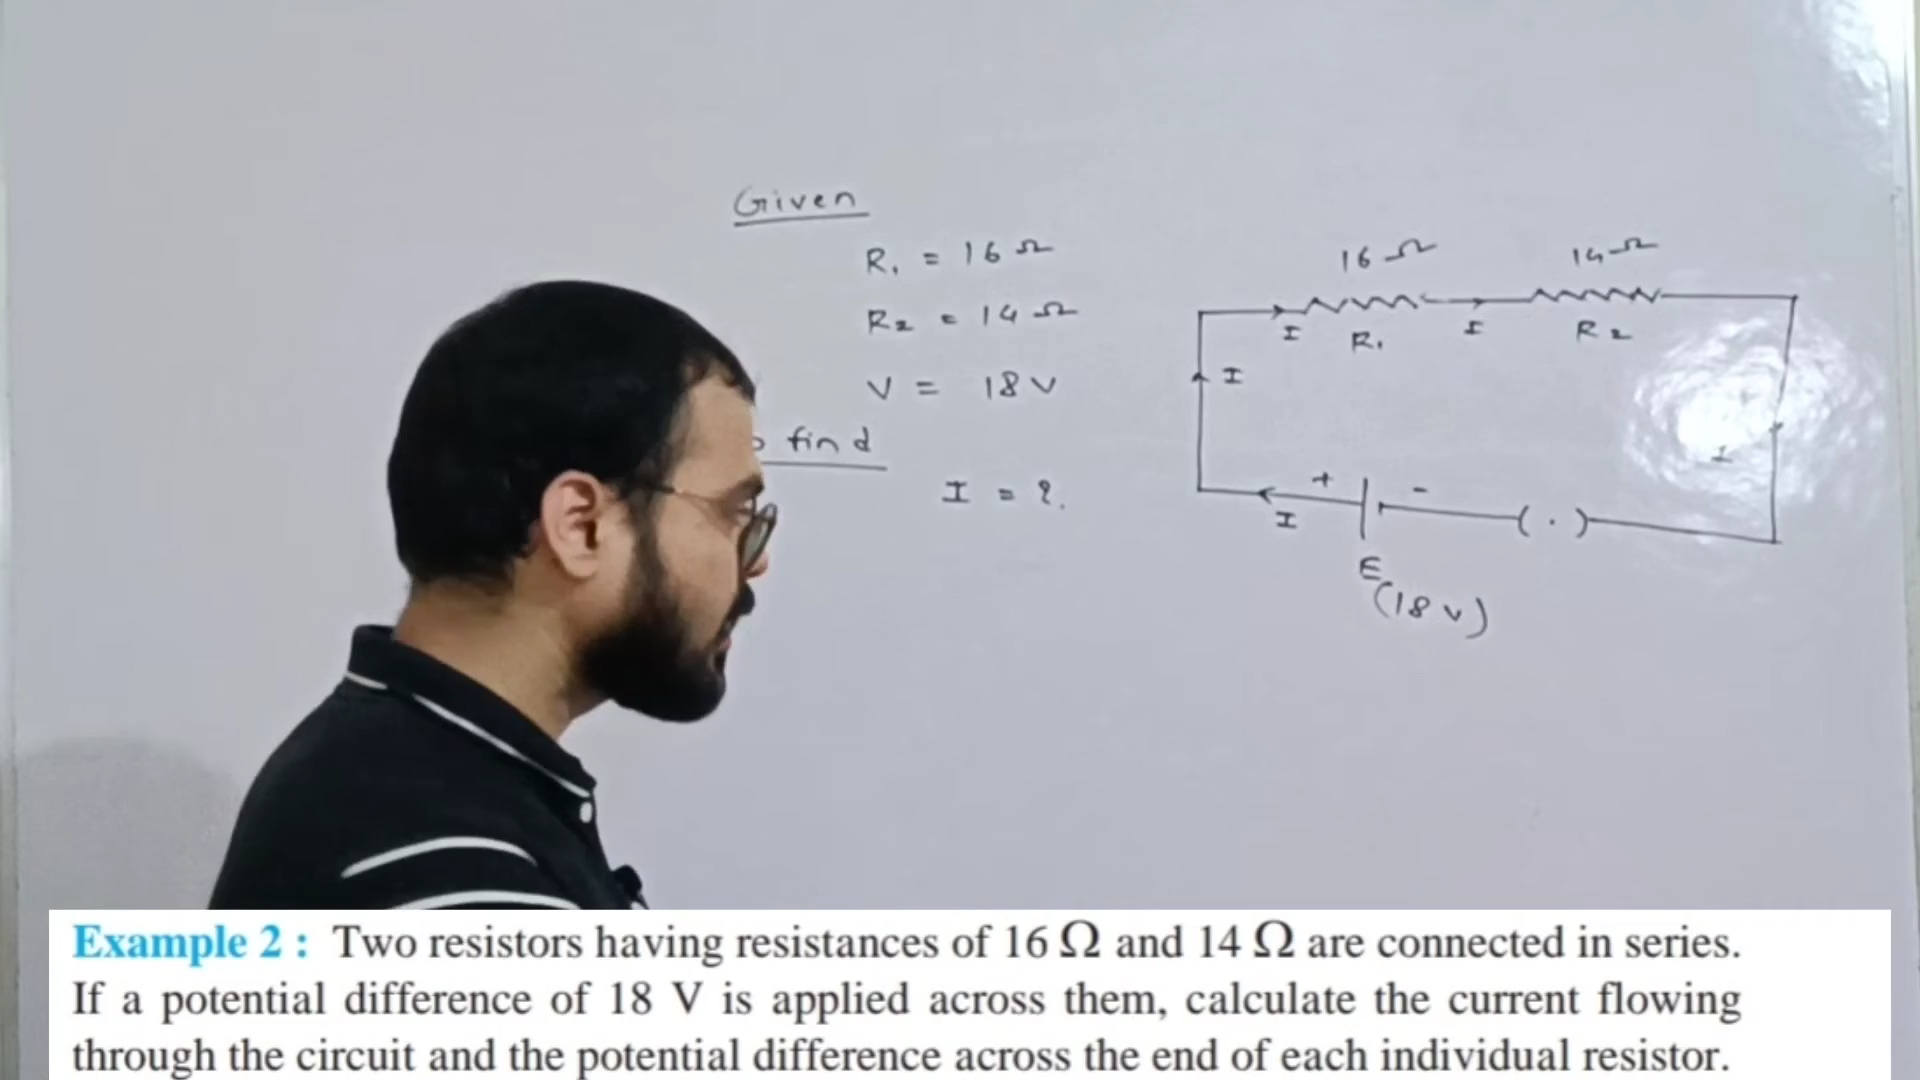 Given
R₁ = 16 Ω
R₂ = 14 Ω
V = 18 V
find
I = ?.
16 Ω 14 Ω
I R₁ I R₂
I
I
+ -
I
E
(18 V)
Example 2 : Two resistors having resistances of 16 Ω and 14 Ω are connected in series.
If a potential difference of 18 V is applied across them, calculate the current flowing
through the circuit and the potential difference across the end of each individual resistor.